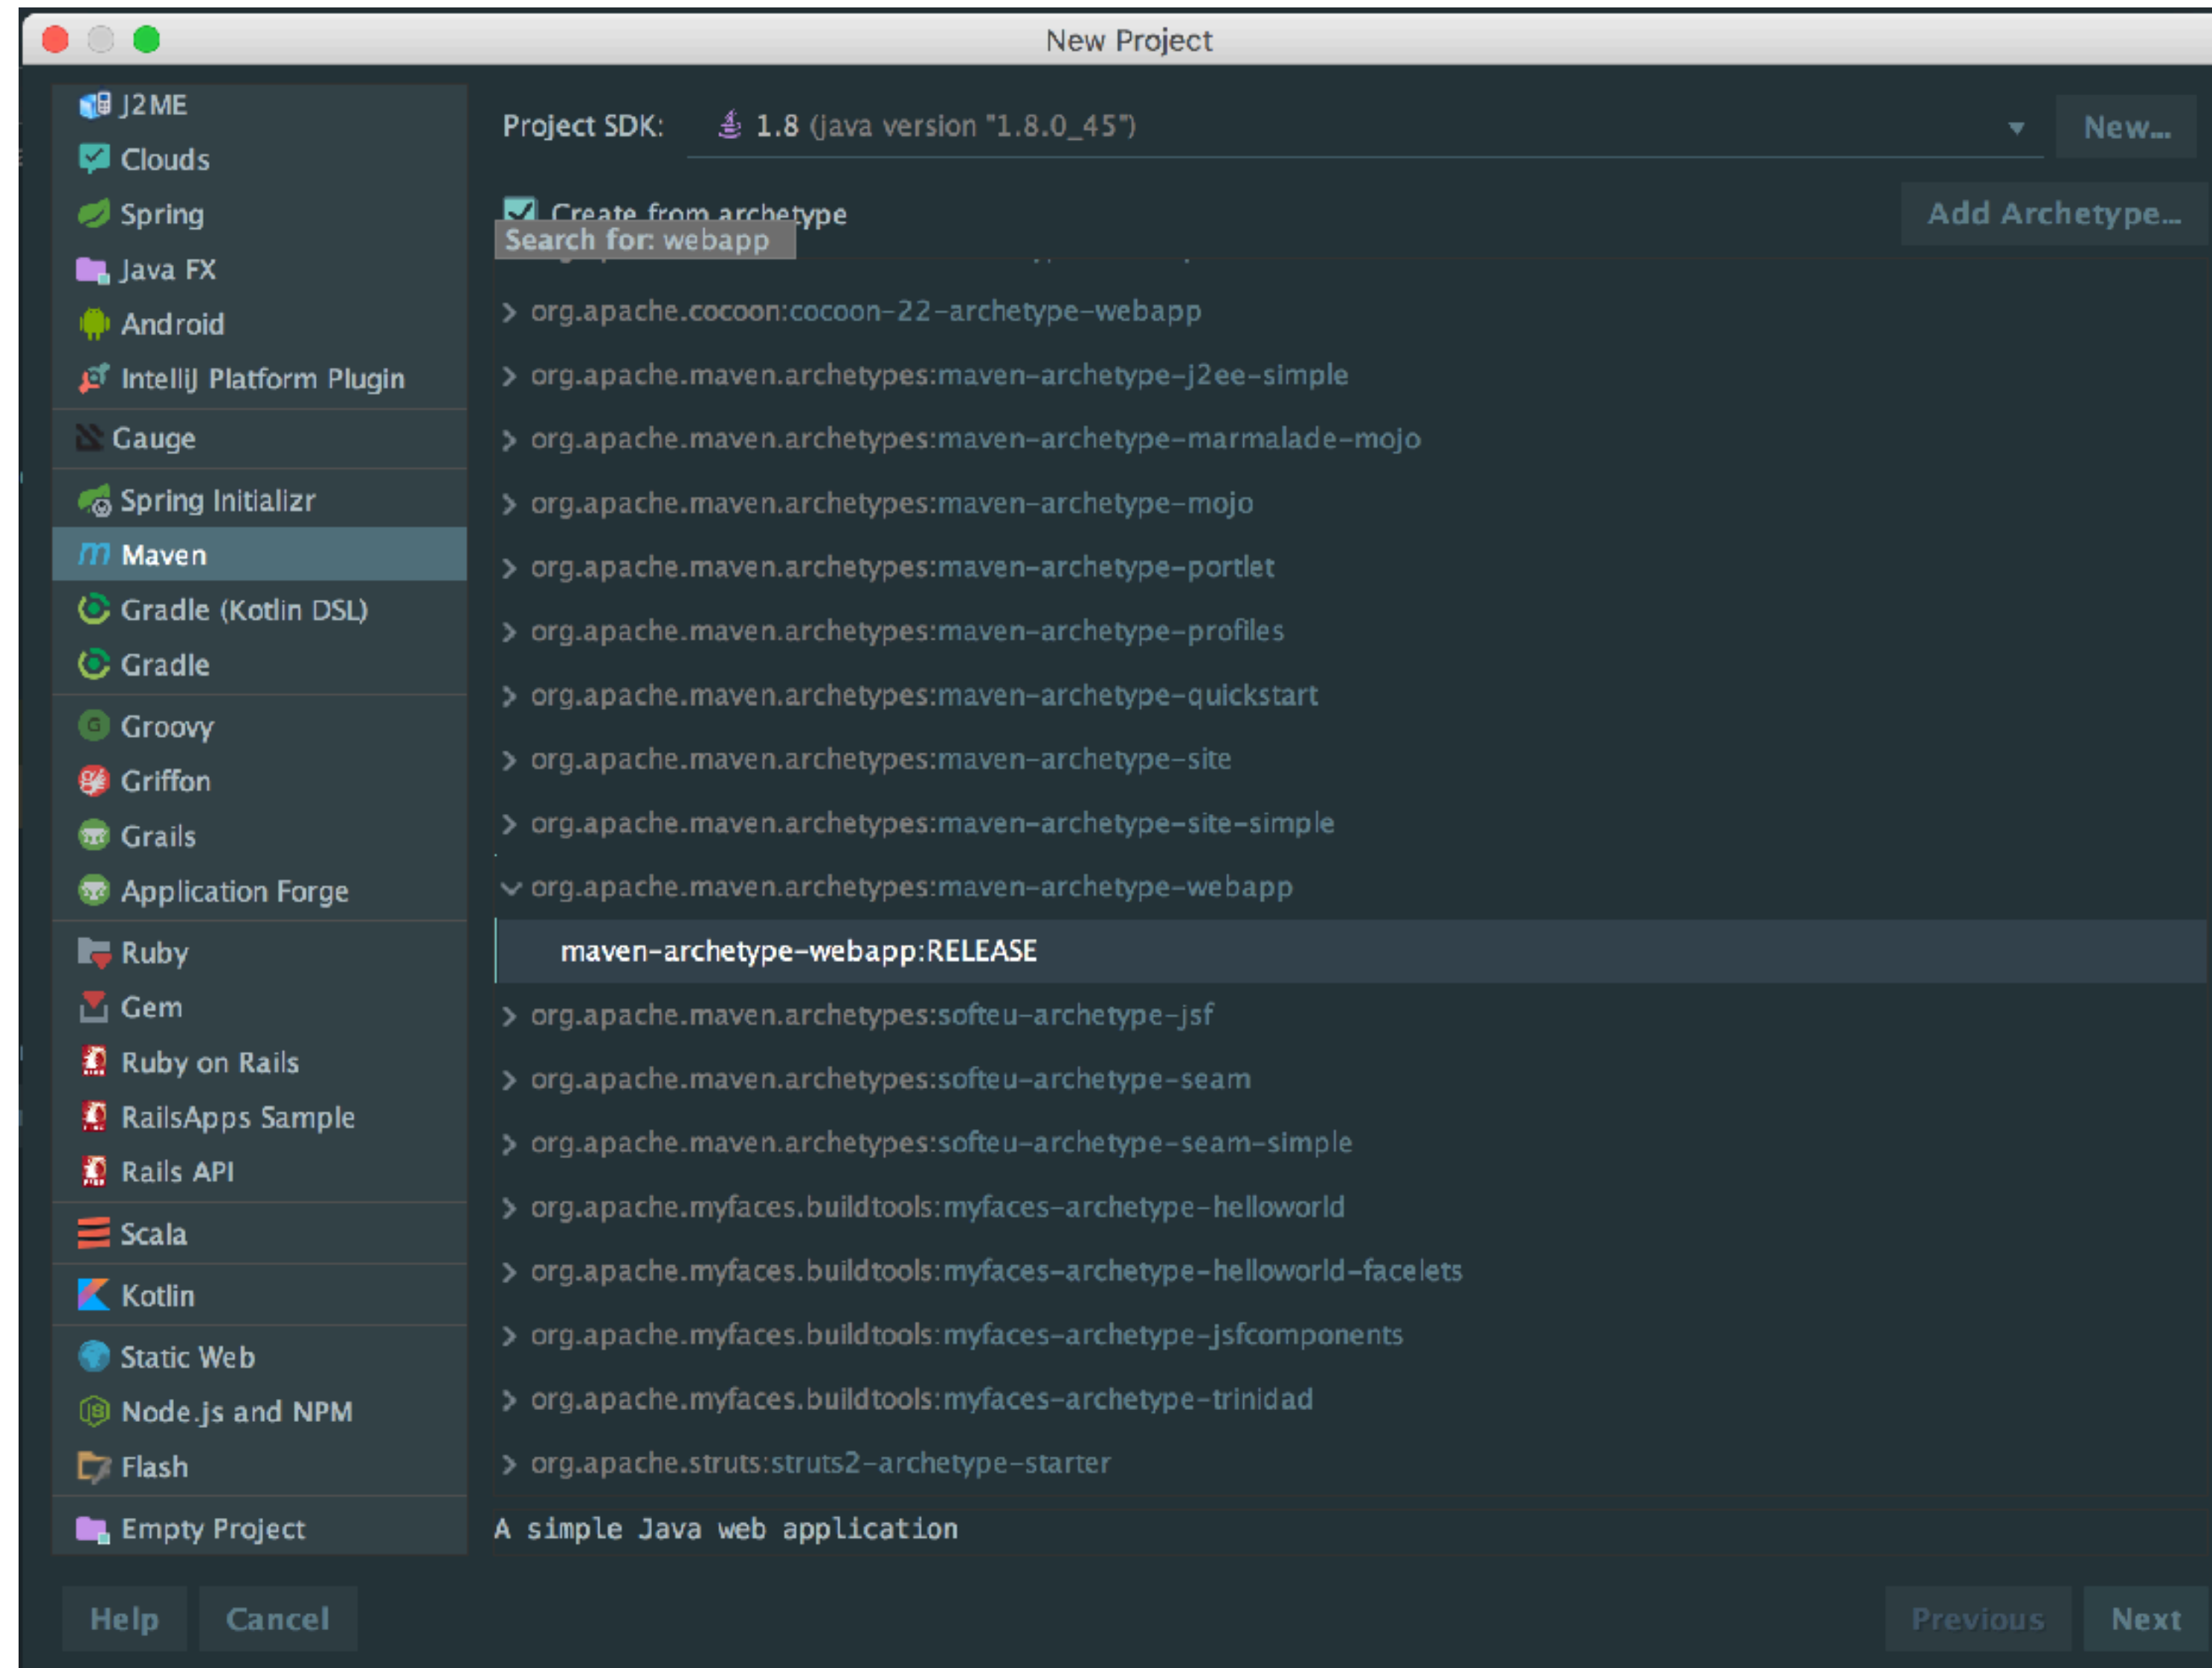 New Project
J2ME
Clouds
Spring
Java FX
Android
IntelliJ Platform Plugin
Gauge
Spring Initializr
Maven
Gradle (Kotlin DSL)
Gradle
Groovy
Griffon
Grails
Application Forge
Ruby
Gem
Ruby on Rails
RailsApps Sample
Rails API
Scala
Kotlin
Static Web
Node.js and NPM
Flash
Empty Project
Project SDK: 1.8 (java version "1.8.0_45") New...
Create from archetype Add Archetype...
Search for: webapp
org.apache.cocoon:cocoon-22-archetype-webapp
org.apache.maven.archetypes:maven-archetype-j2ee-simple
org.apache.maven.archetypes:maven-archetype-marmalade-mojo
org.apache.maven.archetypes:maven-archetype-mojo
org.apache.maven.archetypes:maven-archetype-portlet
org.apache.maven.archetypes:maven-archetype-profiles
org.apache.maven.archetypes:maven-archetype-quickstart
org.apache.maven.archetypes:maven-archetype-site
org.apache.maven.archetypes:maven-archetype-site-simple
org.apache.maven.archetypes:maven-archetype-webapp
maven-archetype-webapp:RELEASE
org.apache.maven.archetypes:softeu-archetype-jsf
org.apache.maven.archetypes:softeu-archetype-seam
org.apache.maven.archetypes:softeu-archetype-seam-simple
org.apache.myfaces.buildtools:myfaces-archetype-helloworld
org.apache.myfaces.buildtools:myfaces-archetype-helloworld-facelets
org.apache.myfaces.buildtools:myfaces-archetype-jsfcomponents
org.apache.myfaces.buildtools:myfaces-archetype-trinidad
org.apache.struts:struts2-archetype-starter
A simple Java web application
Help Cancel Previous Next